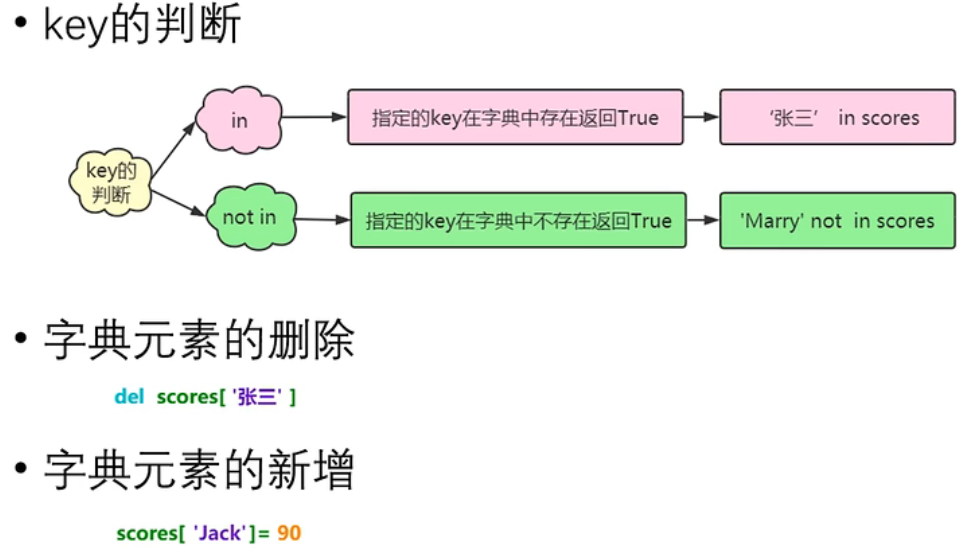 • key的判断
in
指定的key在字典中存在返回True
‘张三’ in scores
key的
判断
not in
指定的key在字典中不存在返回True
'Marry' not in scores
• 字典元素的删除
del scores[ '张三' ]
• 字典元素的新增
scores[ 'Jack']= 90